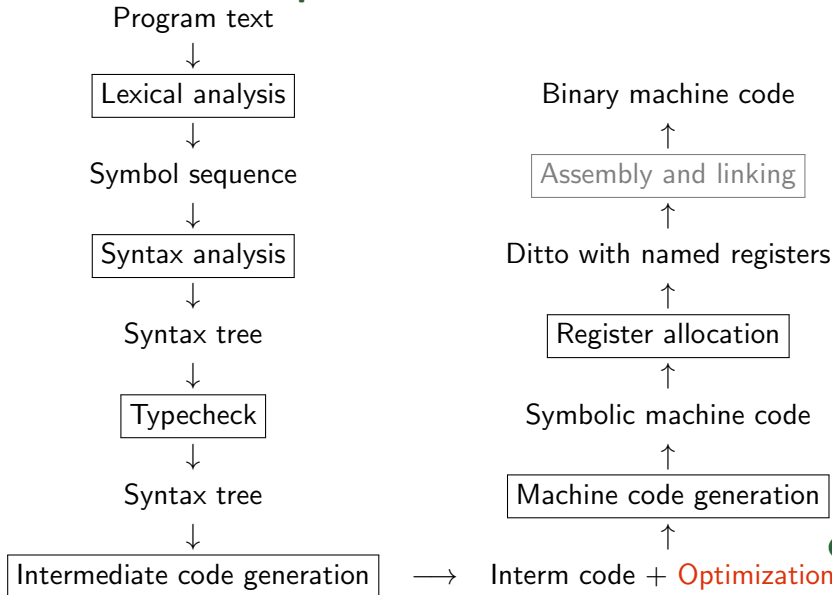 Program text
↓
Lexical analysis
↓
Symbol sequence
↓
Syntax analysis
↓
Syntax tree
↓
Typecheck
↓
Syntax tree
↓
Intermediate code generation
→
Binary machine code
↑
Assembly and linking
↑
Ditto with named registers
↑
Register allocation
↑
Symbolic machine code
↑
Machine code generation
↑
Interm code + Optimization